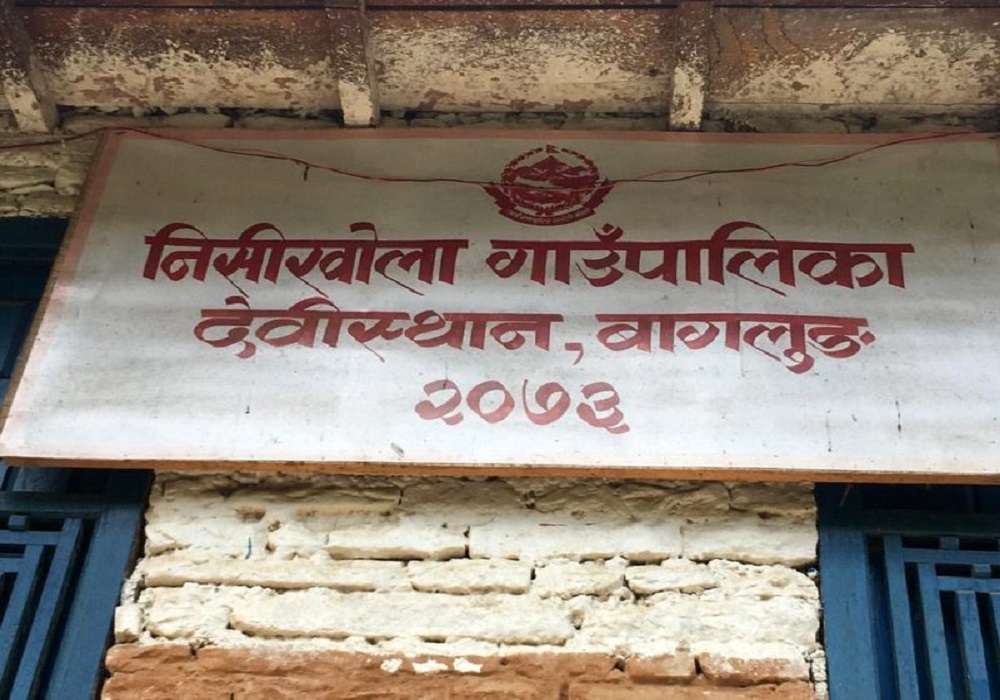 निसीखोला गाउँपालिका
देवीस्थान, बागलुङ
२०७३